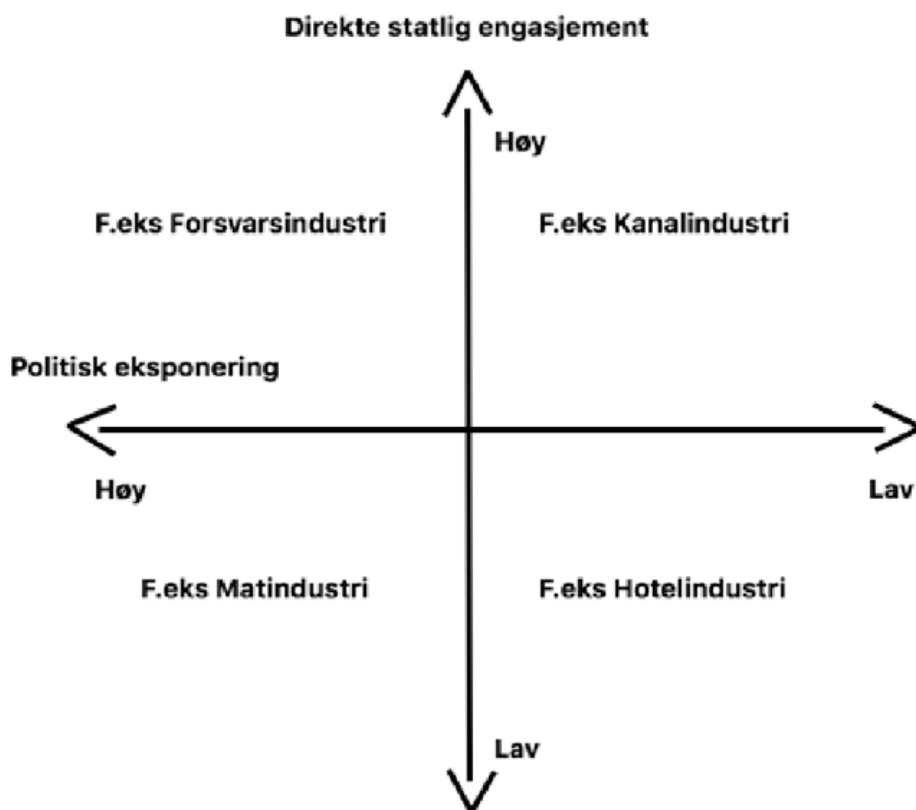 Direkte statlig engasjement
Høy
F.eks Forsvarsindustri
F.eks Kanalindustri
Politisk eksponering
Høy
Lav
F.eks Matindustri
F.eks Hotelindustri
Lav